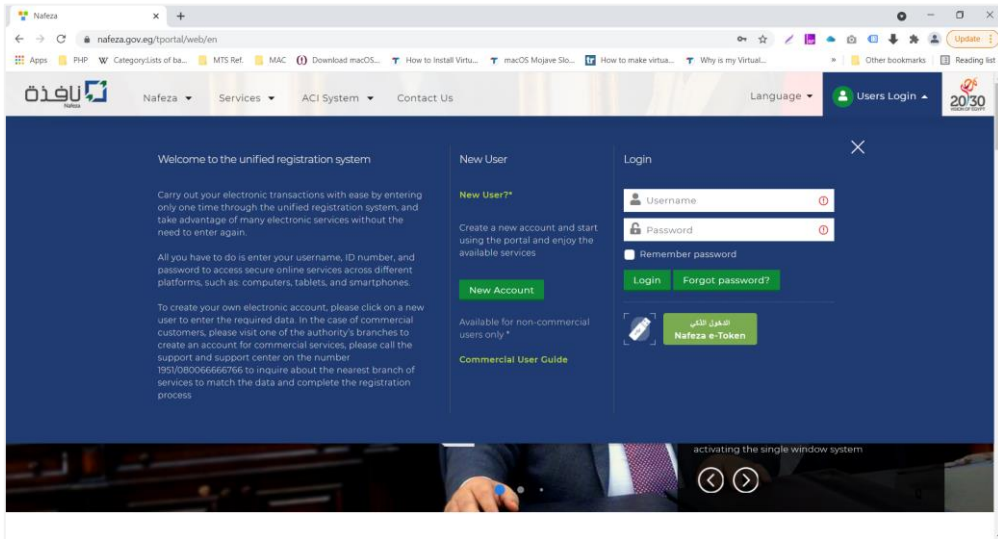 Nafeza
nafeza.gov.eg/tportal/web/en
Update
Apps PHP CategoryːLists of ba... MTS Ref. MAC Download macOS... How to Install Virtu... macOS Mojave Slo... How to make virtua... Why is my Virtual... Other bookmarks Reading list
نافذة
Nafeza
Nafeza Services ACI System Contact Us Language Users Login
20/30
VISION OF EGYPT
Welcome to the unified registration system
Carry out your electronic transactions with ease by entering
only one time through the unified registration system, and
take advantage of many electronic services without the
need to enter again.
All you have to do is enter your username, ID number, and
password to access secure online services across different
platforms, such as: computers, tablets, and smartphones.
To create your own electronic account, please click on a new
user to enter the required data. In the case of commercial
customers, please visit one of the authority's branches to
create an account for commercial services, please call the
support and support center on the number
1951/080066666766 to inquire about the nearest branch of
services to match the data and complete the registration
process
New User
New User?*
Create a new account and start
using the portal and enjoy the
available services
New Account
Available for non-commercial
users only *
Commercial User Guide
Login
Username
Password
Remember password
Login Forgot password?
الدخول الذكي
Nafeza e-Token
activating the single window system